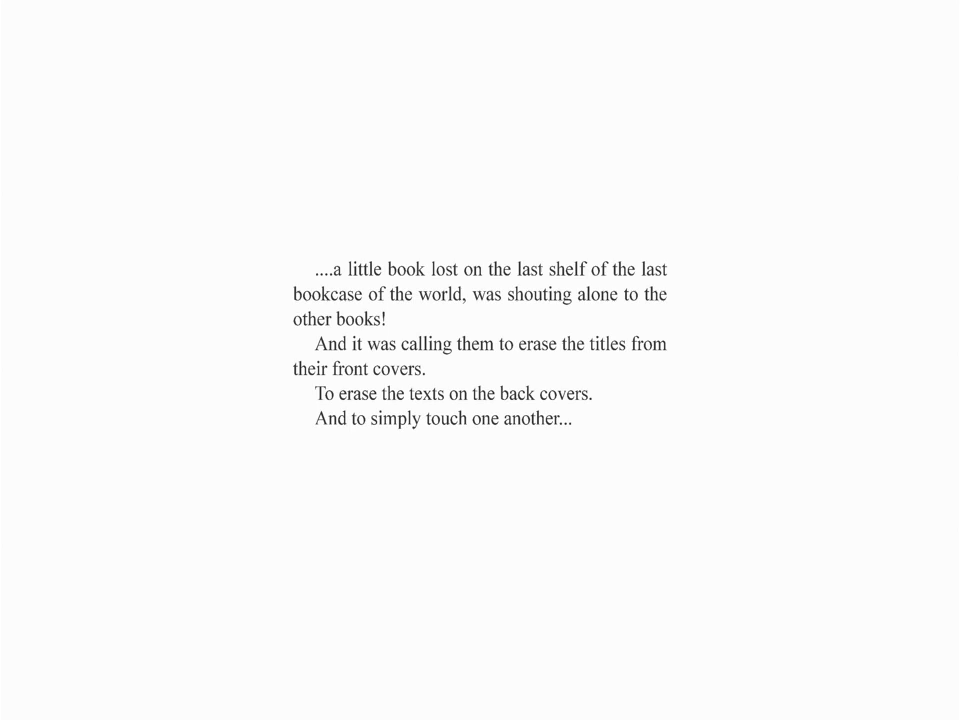 ....a little book lost on the last shelf of the last
bookcase of the world, was shouting alone to the
other books!
And it was calling them to erase the titles from
their front covers.
To erase the texts on the back covers.
And to simply touch one another...